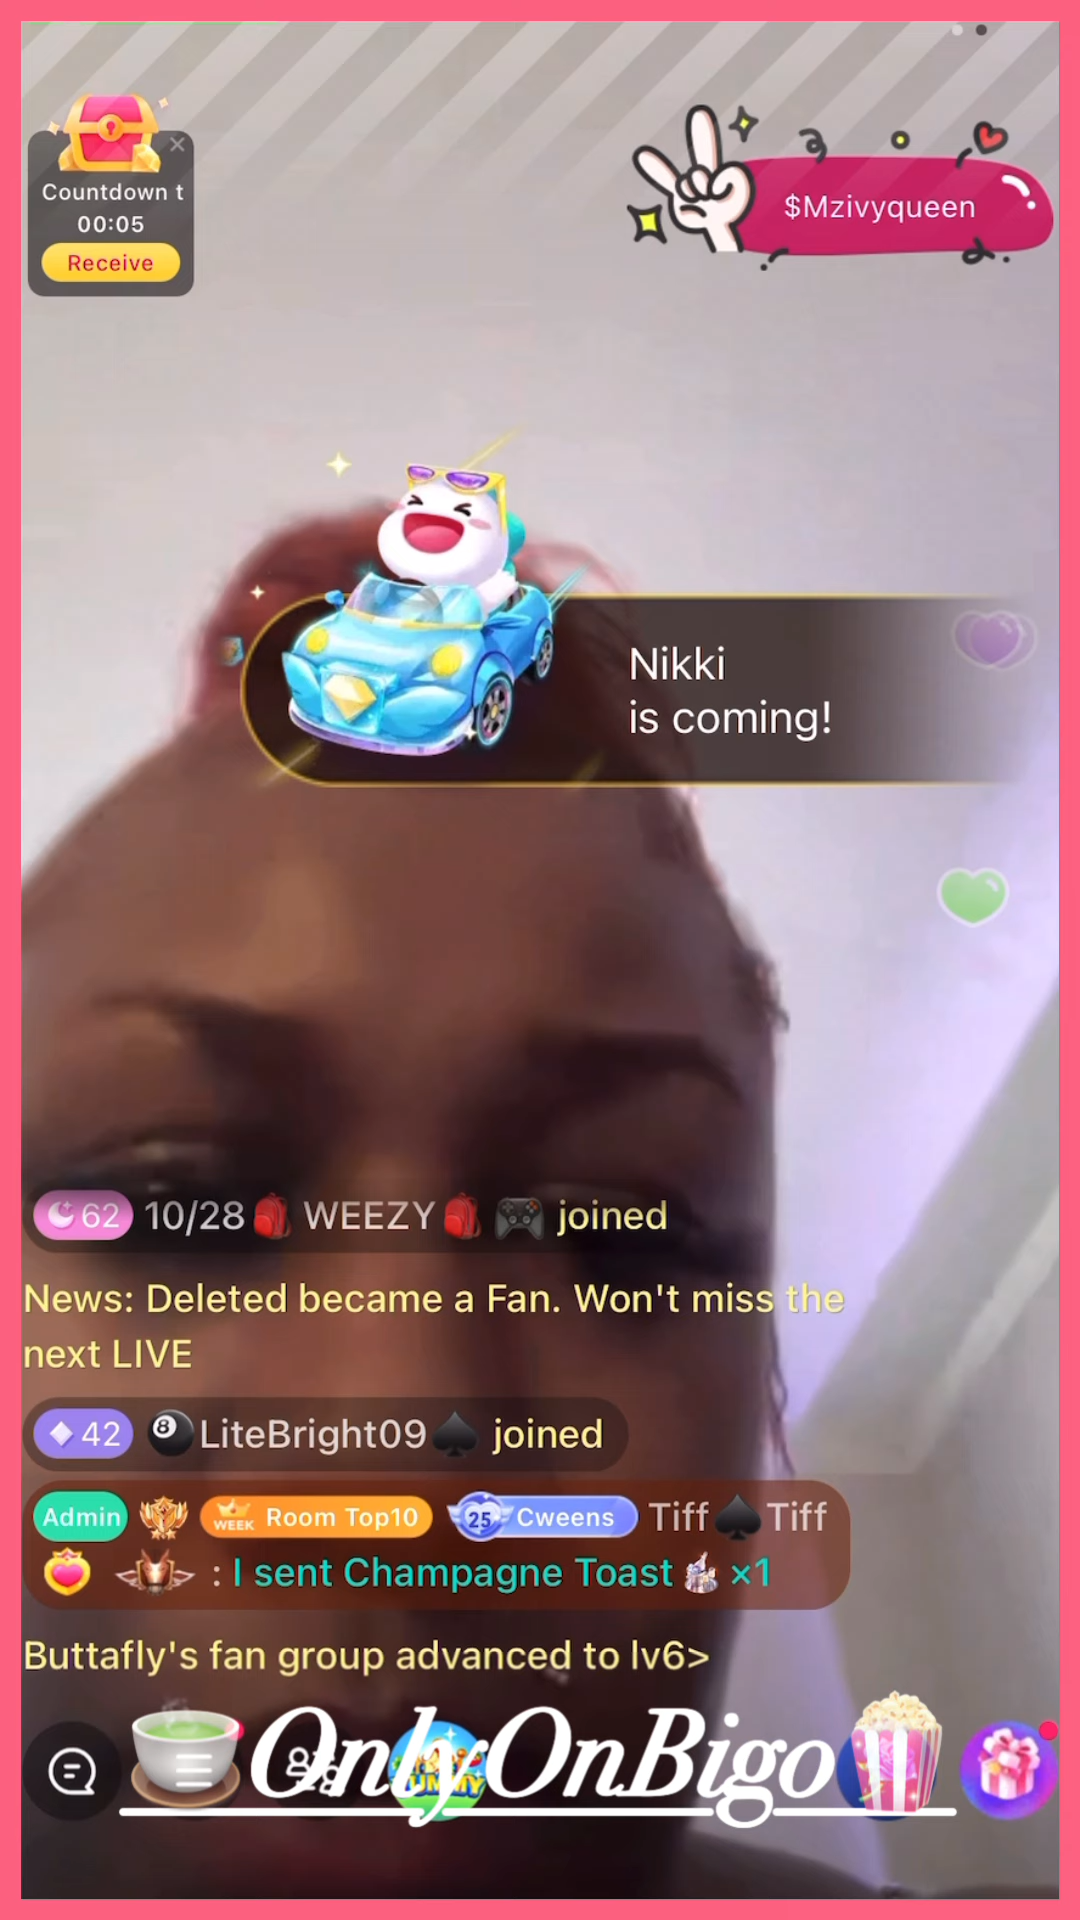 Countdown t
00:05
Receive
$Mzivyqueen
Nikki
is coming!
62 10/28🎒 WEEZY🎒🎮 joined
News: Deleted became a Fan. Won't miss the
next LIVE
42 🎱LiteBright09♠️ joined
Admin WEEK Room Top10 25 Cweens Tiff♠️Tiff
: I sent Champagne Toast ×1
Buttafly's fan group advanced to lv6>
OnlyOnBigo